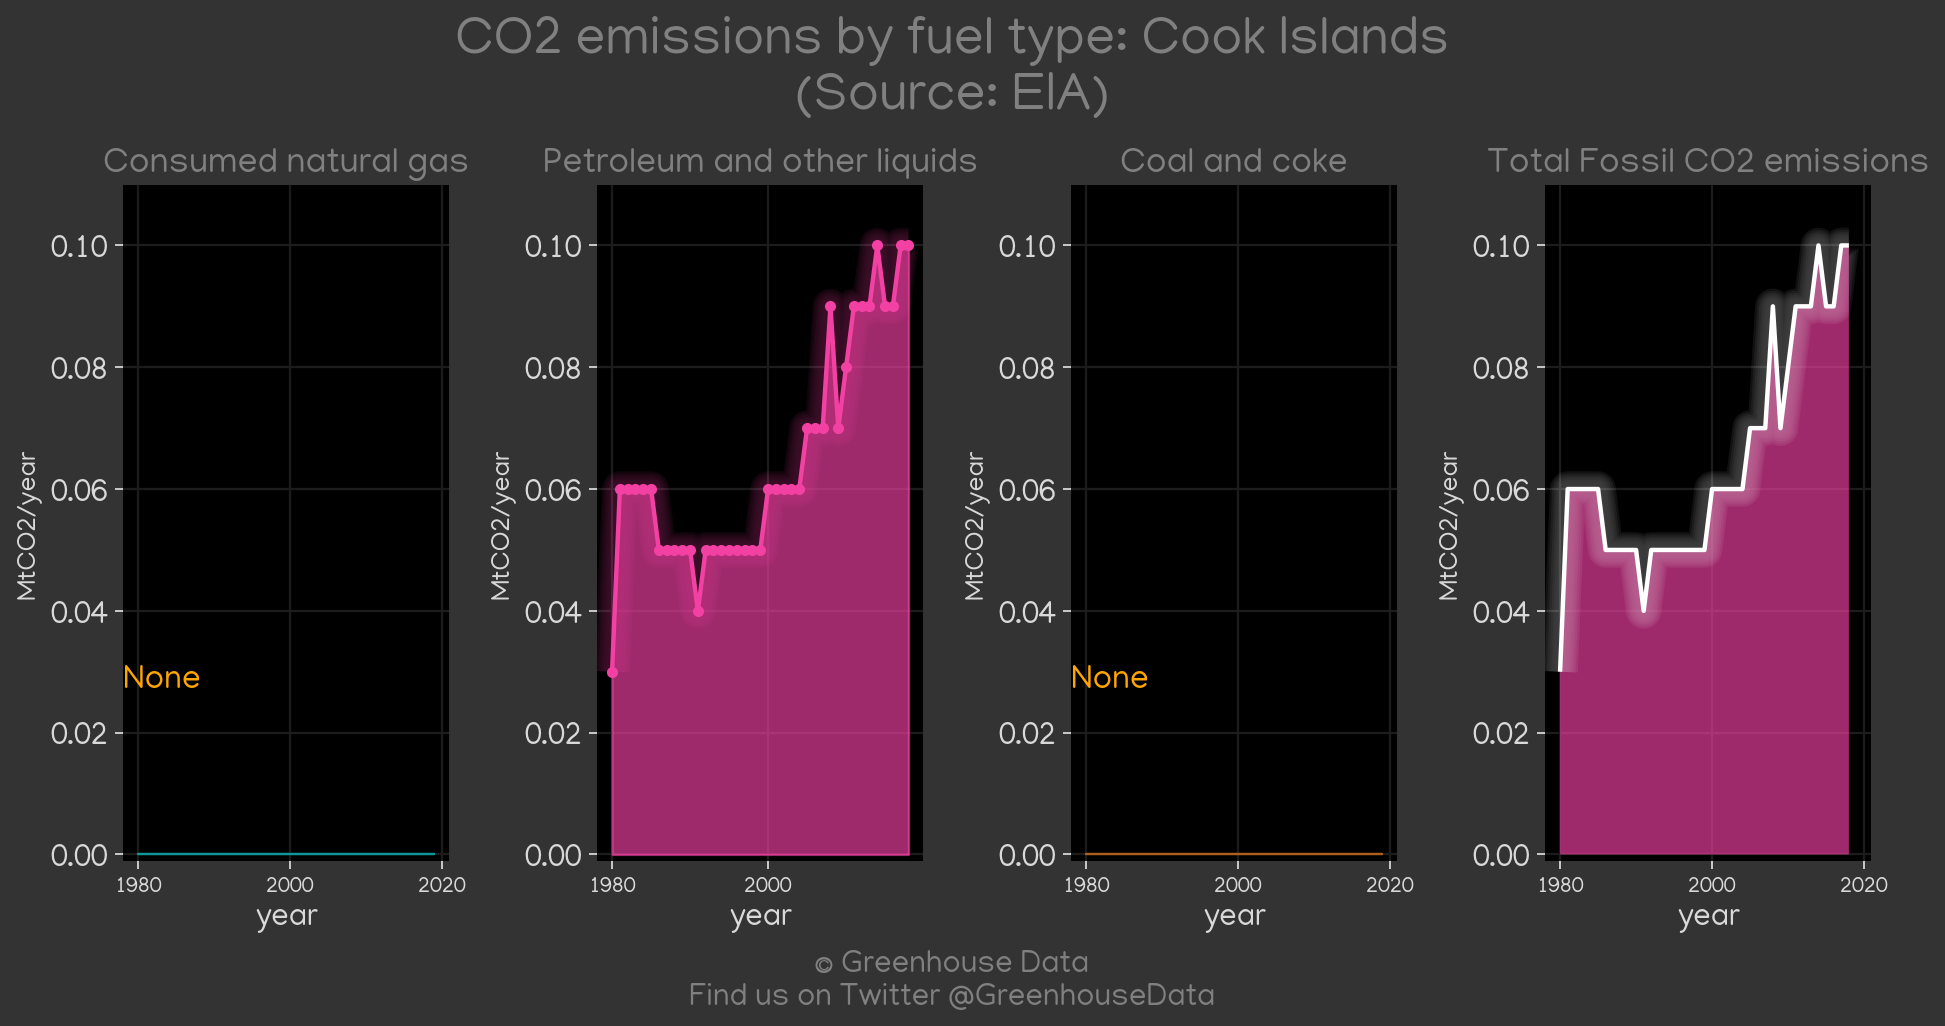 CO2 emissions by fuel type: Cook Islands
(Source: EIA)
Consumed natural gas
Petroleum and other liquids
Coal and coke
Total Fossil CO2 emissions
MtCO2/year
0.10
0.08
0.06
0.04
0.02
0.00
None
1980 2000 2020
year
MtCO2/year
0.10
0.08
0.06
0.04
0.02
0.00
1980 2000
year
MtCO2/year
0.10
0.08
0.06
0.04
0.02
0.00
None
1980 2000 2020
year
MtCO2/year
0.10
0.08
0.06
0.04
0.02
0.00
1980 2000 2020
year
© Greenhouse Data
Find us on Twitter @GreenhouseData